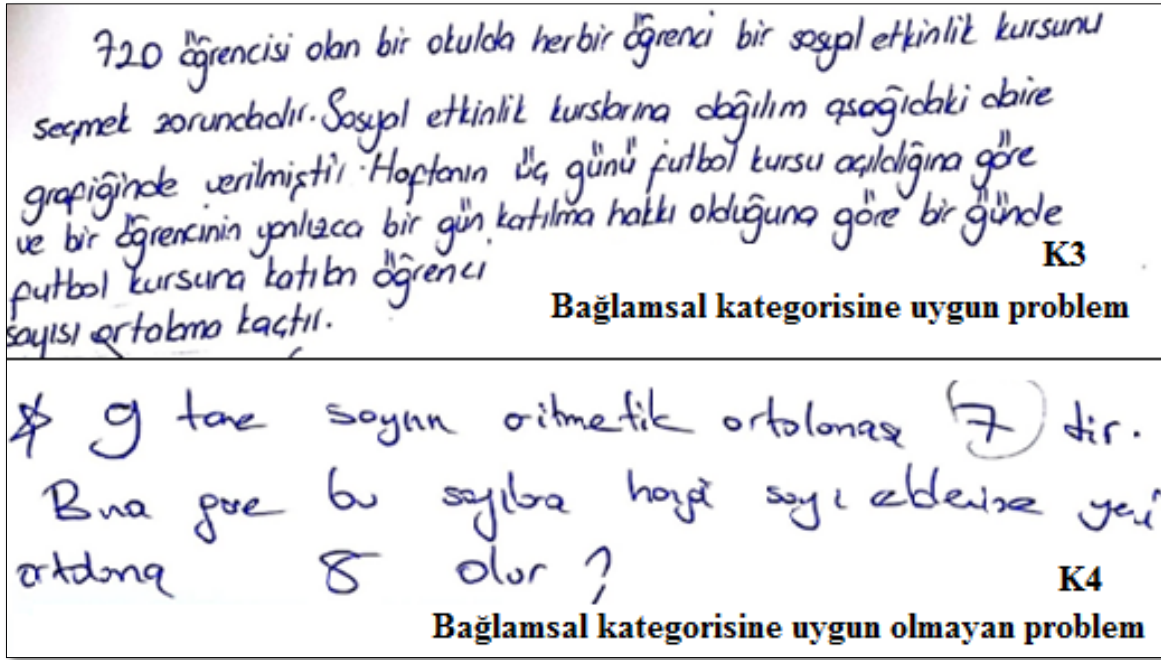 720 öğrencisi olan bir okulda herbir öğrenci bir sosyal etkinlik kursunu
seçmek zorundadır. Sosyal etkinlik kurslarına dağılım aşağıdaki daire
grafiğinde verilmiştir. Haftanın üç günü futbol kursu açıldığına göre
ve bir öğrencinin yanlızca bir gün katılma hakkı olduğuna göre bir günde
futbol kursuna katılan öğrenci
sayısı ortalama kaçtır.
K3
Bağlamsal kategorisine uygun problem
9 tane sayının aritmetik ortalaması 7 dir.
Buna göre bu sayılara hangi sayı eklenirse yeni
ortalama 8 olur?
K4
Bağlamsal kategorisine uygun olmayan problem